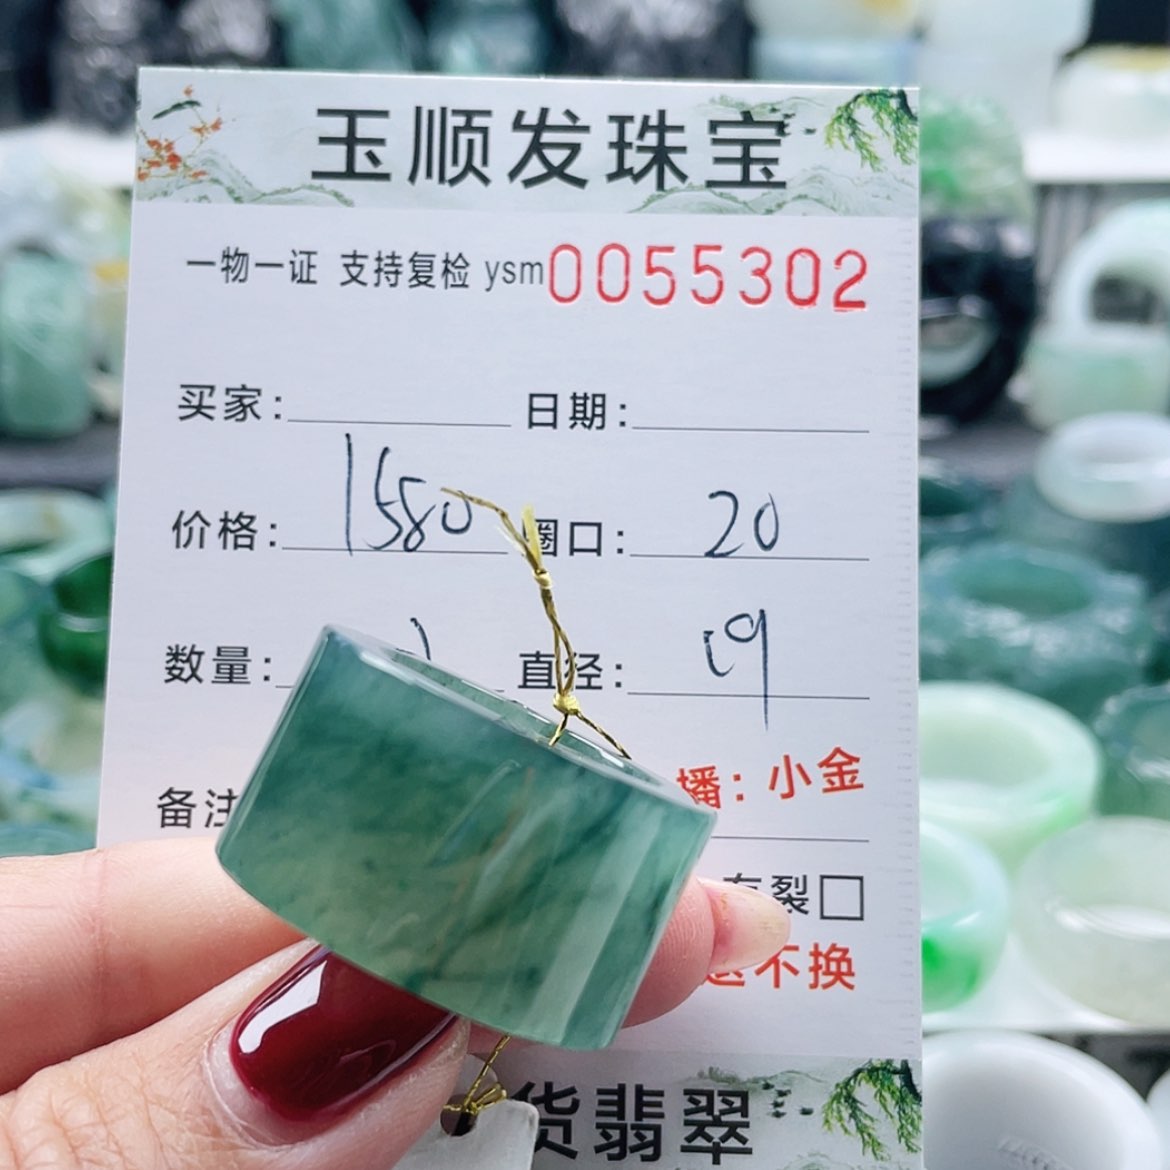 玉顺发珠宝
一物一证 支持复检 ysm0055302
买家: 日期:
价格: 1580 圈口: 20
数量: 直径: 19
备注 播: 小金
有裂□
退不换
货翡翠